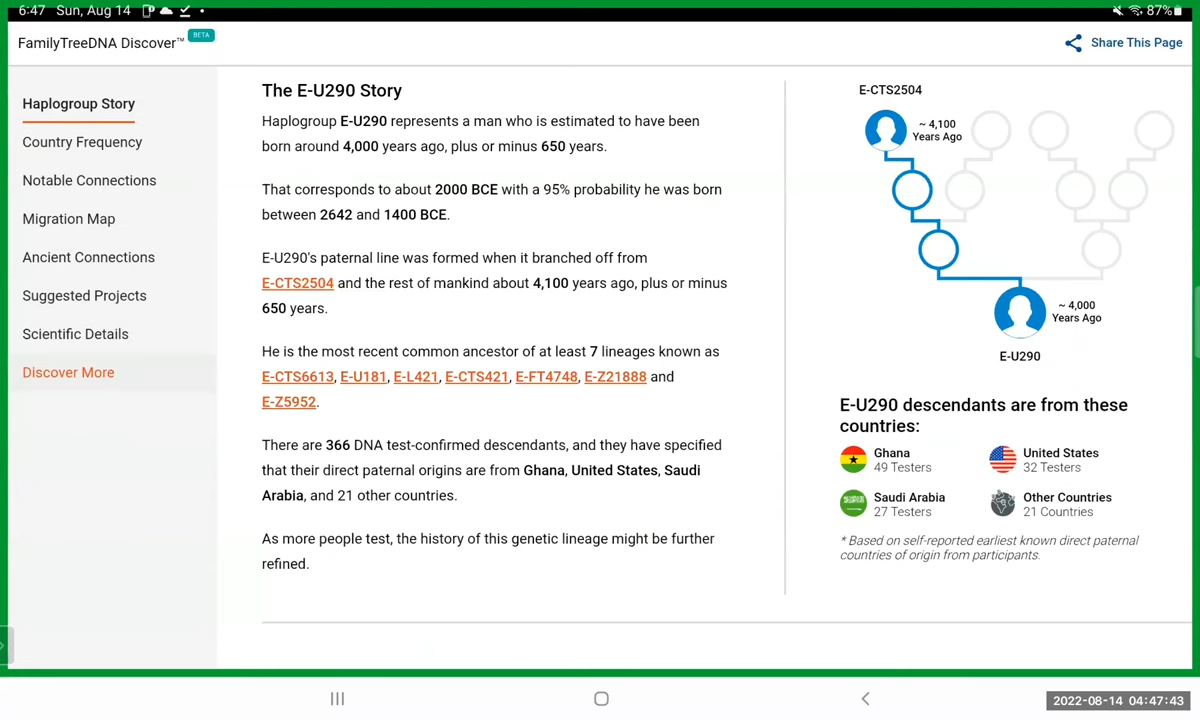 6:47 Sun, Aug 14
87%
FamilyTreeDNA Discover™ BETA
Share This Page
Haplogroup Story
Country Frequency
Notable Connections
Migration Map
Ancient Connections
Suggested Projects
Scientific Details
Discover More
The E-U290 Story
Haplogroup E-U290 represents a man who is estimated to have been
born around 4,000 years ago, plus or minus 650 years.
That corresponds to about 2000 BCE with a 95% probability he was born
between 2642 and 1400 BCE.
E-U290's paternal line was formed when it branched off from
E-CTS2504 and the rest of mankind about 4,100 years ago, plus or minus
650 years.
He is the most recent common ancestor of at least 7 lineages known as
E-CTS6613, E-U181, E-L421, E-CTS421, E-FT4748, E-Z21888 and
E-Z5952.
There are 366 DNA test-confirmed descendants, and they have specified
that their direct paternal origins are from Ghana, United States, Saudi
Arabia, and 21 other countries.
As more people test, the history of this genetic lineage might be further
refined.
E-CTS2504
~ 4,100
Years Ago
~ 4,000
Years Ago
E-U290
E-U290 descendants are from these
countries:
Ghana
49 Testers
United States
32 Testers
Saudi Arabia
27 Testers
Other Countries
21 Countries
* Based on self-reported earliest known direct paternal
countries of origin from participants.
2022-08-14 04:47:43